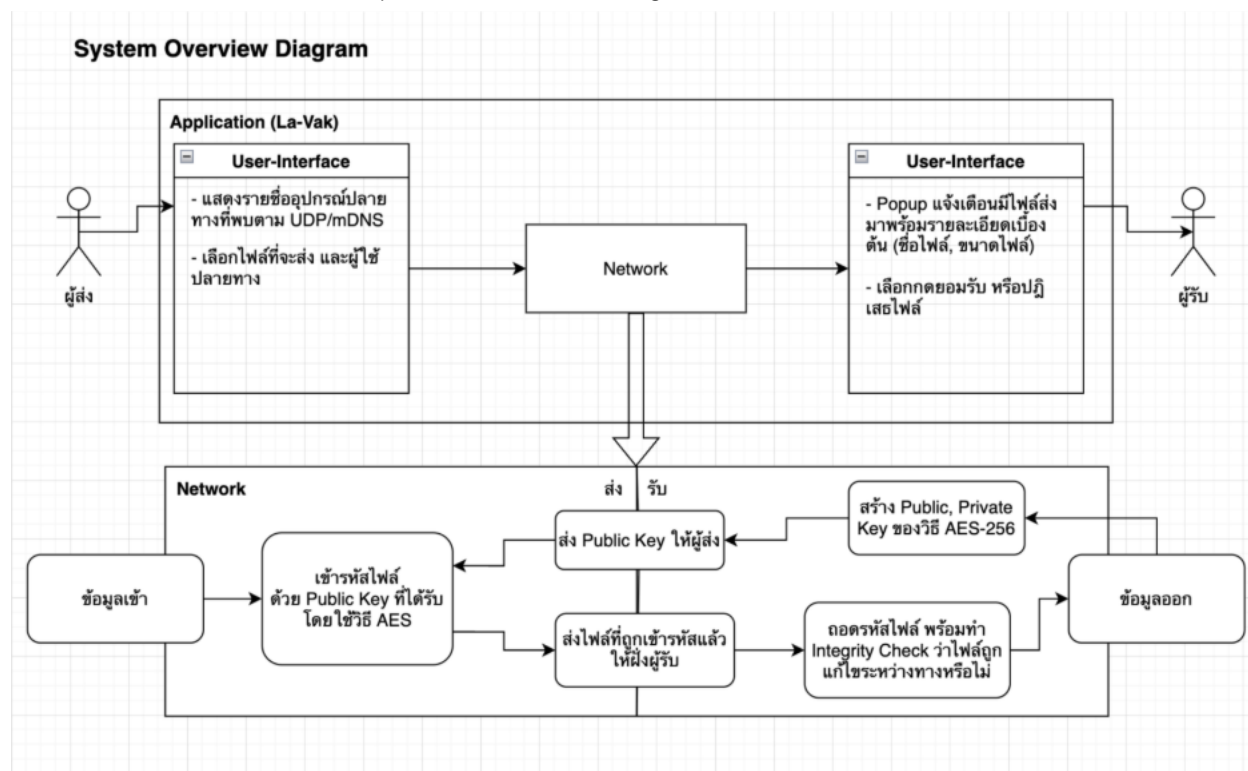 System Overview Diagram
Application (La-Vak)
User-Interface
- แสดงรายชื่ออุปกรณ์ปลาย
ทางที่พบตาม UDP/mDNS
- เลือกไฟล์ที่จะส่ง และผู้ใช้
ปลายทาง
ผู้ส่ง
Network
User-Interface
- Popup แจ้งเตือนมีไฟล์ส่ง
มาพร้อมรายละเอียดเบื้อง
ต้น (ชื่อไฟล์, ขนาดไฟล์)
- เลือกกดยอมรับ หรือปฎิ
เสธไฟล์
ผู้รับ
Network
ส่ง
รับ
สร้าง Public, Private
Key ของวิธี AES-256
ส่ง Public Key ให้ผู้ส่ง
ข้อมูลเข้า
เข้ารหัสไฟล์
ด้วย Public Key ที่ได้รับ
โดยใช้วิธี AES
ส่งไฟล์ที่ถูกเข้ารหัสแล้ว
ให้ฝั่งผู้รับ
ถอดรหัสไฟล์ พร้อมทำ
Integrity Check ว่าไฟล์ถูก
แก้ไขระหว่างทางหรือไม่
ข้อมูลออก